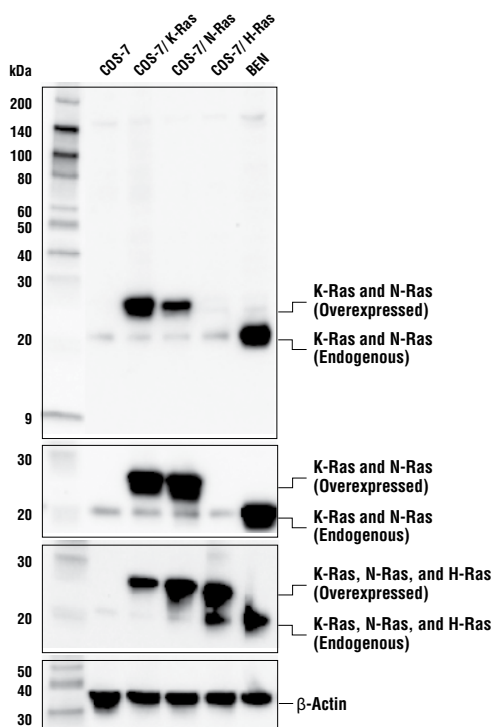 COS-7
COS-7/ K-Ras
COS-7/ N-Ras
COS-7/ H-Ras
BEN
kDa
200
140
100
80
60
50
40
30
20
9
K-Ras and N-Ras
(Overexpressed)
K-Ras and N-Ras
(Endogenous)
30
20
K-Ras and N-Ras
(Overexpressed)
K-Ras and N-Ras
(Endogenous)
30
20
K-Ras, N-Ras, and H-Ras
(Overexpressed)
K-Ras, N-Ras, and H-Ras
(Endogenous)
50
40
30
β-Actin